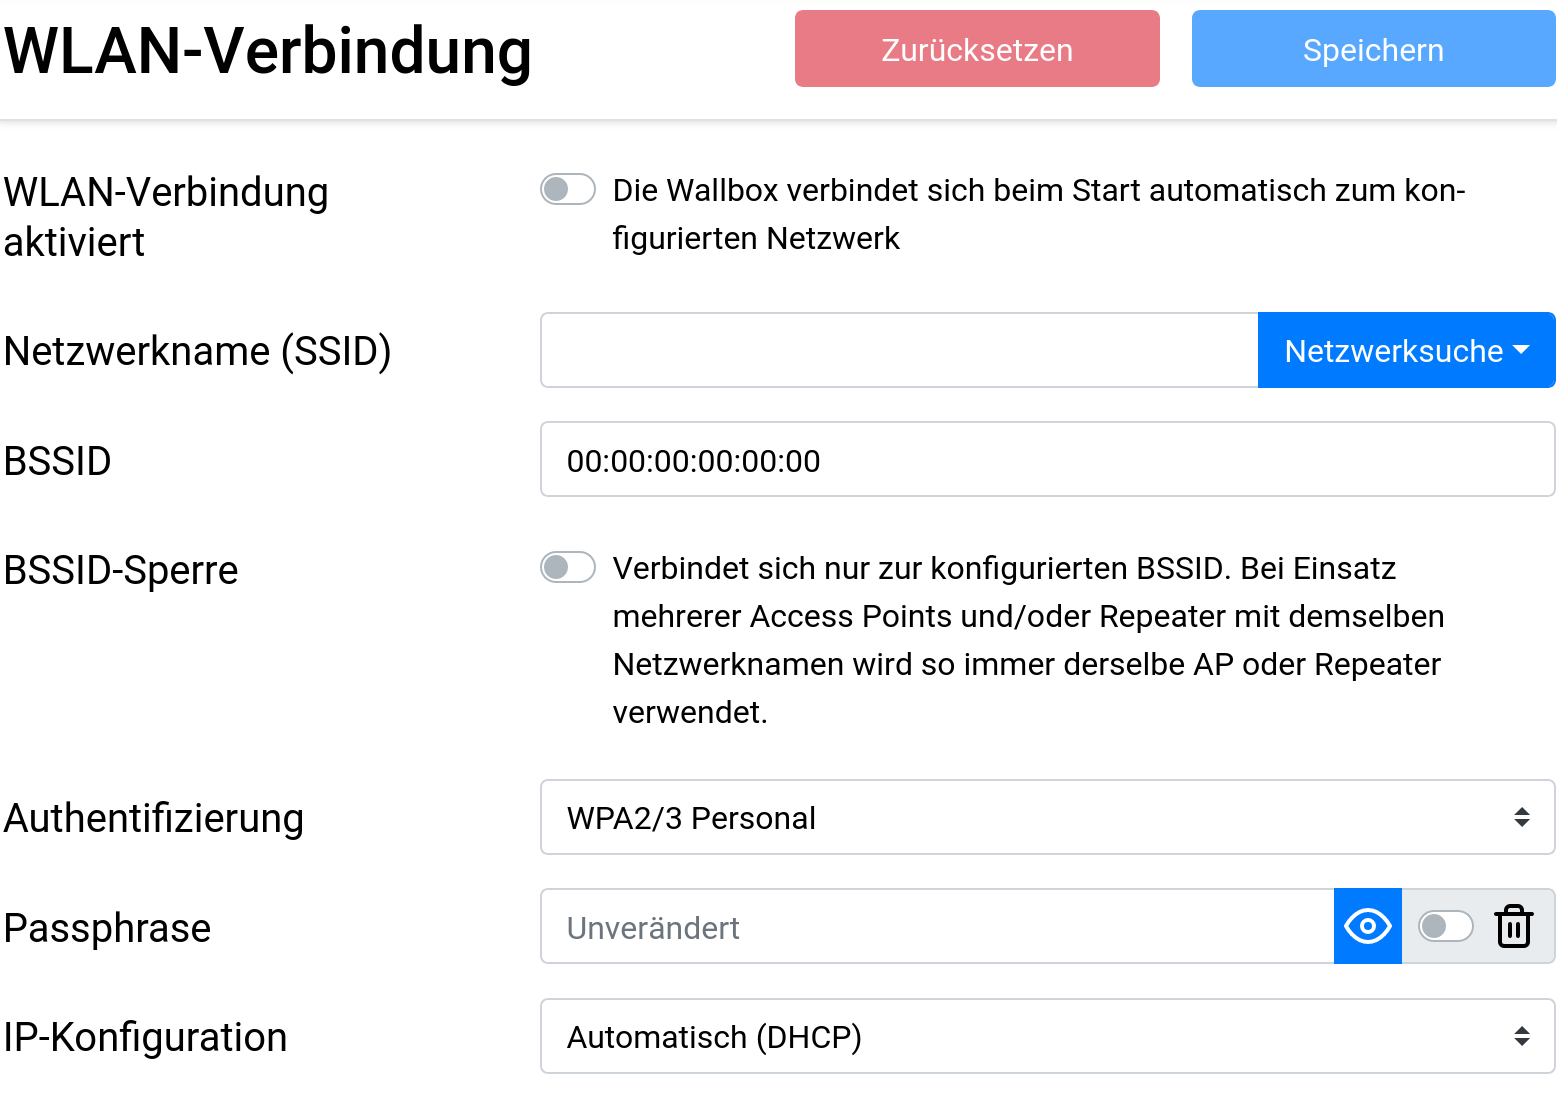 WLAN-Verbindung
Zurücksetzen
Speichern
WLAN-Verbindung
aktiviert
Die Wallbox verbindet sich beim Start automatisch zum kon-
figurierten Netzwerk
Netzwerkname (SSID)
Netzwerksuche
BSSID
00:00:00:00:00:00
BSSID-Sperre
Verbindet sich nur zur konfigurierten BSSID. Bei Einsatz
mehrerer Access Points und/oder Repeater mit demselben
Netzwerknamen wird so immer derselbe AP oder Repeater
verwendet.
Authentifizierung
WPA2/3 Personal
Passphrase
Unverändert
IP-Konfiguration
Automatisch (DHCP)